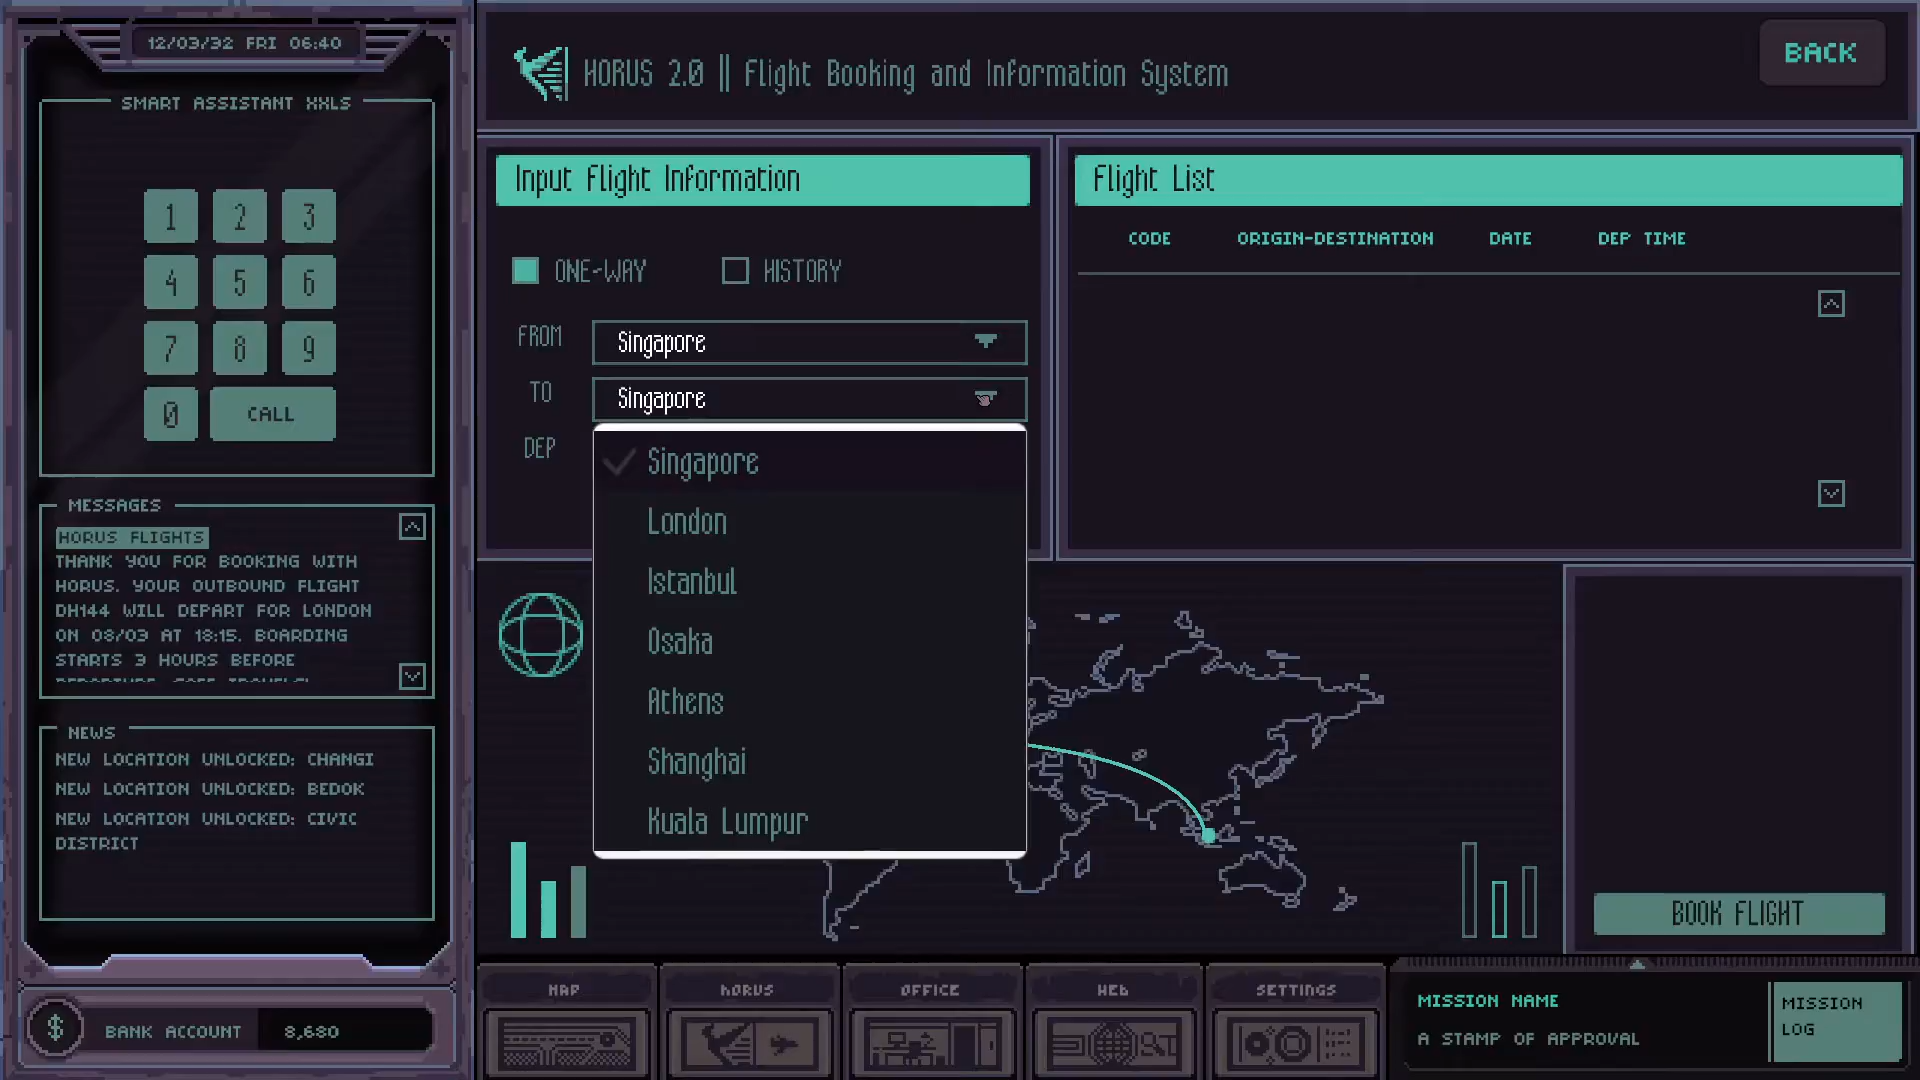 12/03/32 FRI 06:40
SMART ASSISTANT XXLS
1 2 3
4 5 6
7 8 9
0 CALL
MESSAGES
HORUS FLIGHTS
THANK YOU FOR BOOKING WITH
HORUS. YOUR OUTBOUND FLIGHT
DH144 WILL DEPART FOR LONDON
ON 08/03 AT 18:15. BOARDING
STARTS 3 HOURS BEFORE
NEWS
NEW LOCATION UNLOCKED: CHANGI
NEW LOCATION UNLOCKED: BEDOK
NEW LOCATION UNLOCKED: CIVIC
DISTRICT
$ BANK ACCOUNT 8,680
HORUS 2.0 || Flight Booking and Information System
BACK
Input Flight Information
ONE-WAY HISTORY
FROM Singapore
TO Singapore
DEP
Singapore
London
Istanbul
Osaka
Athens
Shanghai
Kuala Lumpur
Flight List
CODE ORIGIN-DESTINATION DATE DEP TIME
BOOK FLIGHT
MAP HORUS OFFICE WEB SETTINGS
MISSION NAME
A STAMP OF APPROVAL
MISSION
LOG